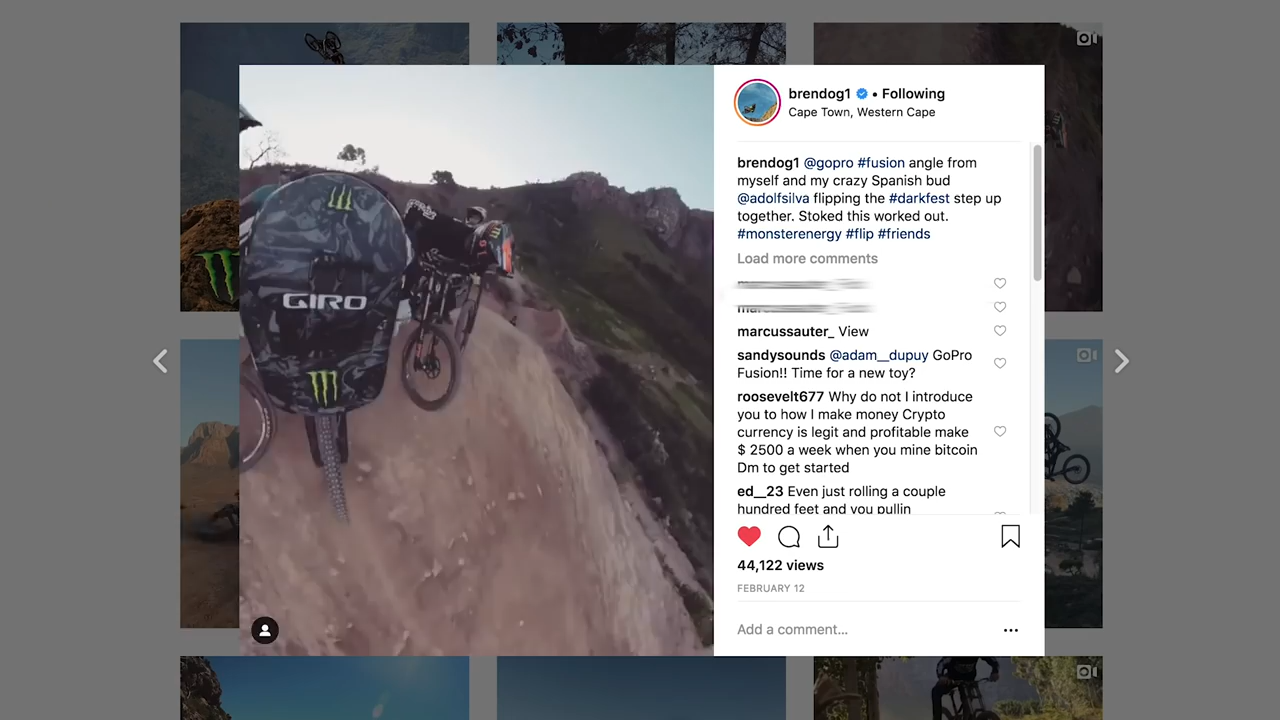 GIRO
brendog1 • Following
Cape Town, Western Cape
brendog1 @gopro #fusion angle from
myself and my crazy Spanish bud
@adolfsilva flipping the #darkfest step up
together. Stoked this worked out.
#monsterenergy #flip #friends
Load more comments
marcussauter_ View
sandysounds @adam__dupuy GoPro
Fusion!! Time for a new toy?
roosevelt677 Why do not I introduce
you to how I make money Crypto
currency is legit and profitable make
$ 2500 a week when you mine bitcoin
Dm to get started
ed__23 Even just rolling a couple
hundred feet and you pullin
44,122 views
FEBRUARY 12
Add a comment...